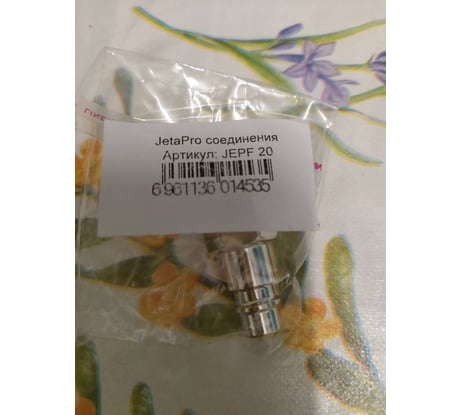 JetaPro соединения
Артикул: JEPF 20
6 961136 014535